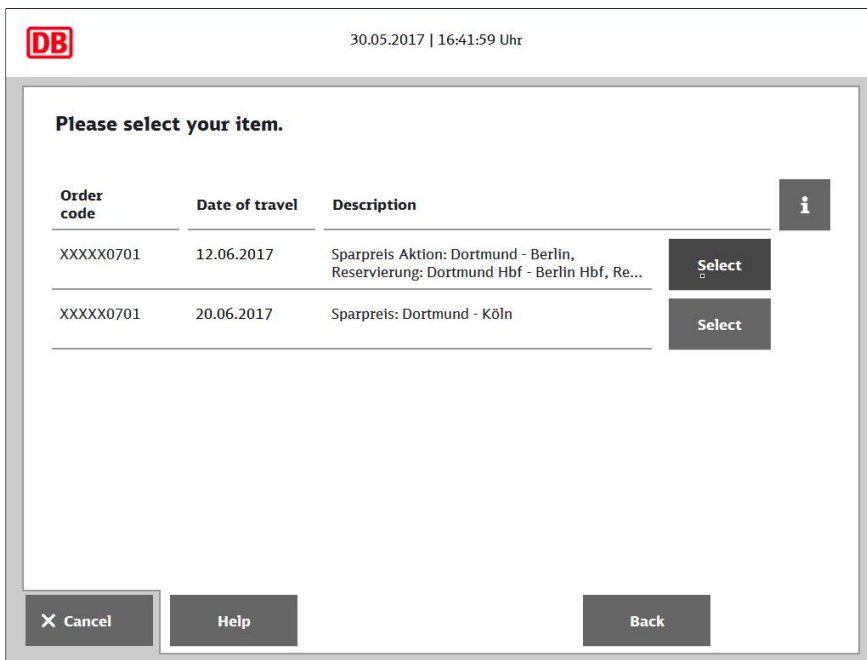 DB
30.05.2017 | 16:41:59 Uhr
Please select your item.
Order
code
Date of travel
Description
i
XXXXX0701
12.06.2017
Sparpreis Aktion: Dortmund - Berlin,
Reservierung: Dortmund Hbf - Berlin Hbf, Re...
Select
XXXXX0701
20.06.2017
Sparpreis: Dortmund - Köln
Select
X Cancel
Help
Back